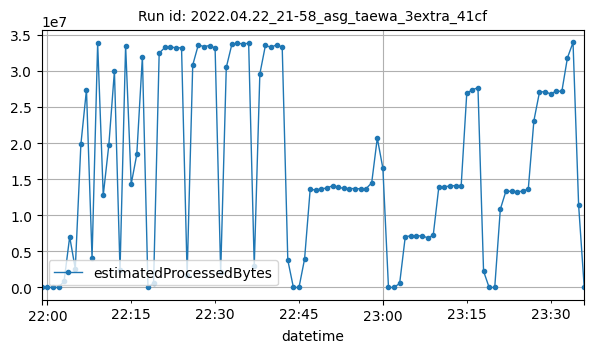 Run id: 2022.04.22_21-58_asg_taewa_3extra_41cf
1e7
3.5
3.0
2.5
2.0
1.5
1.0
0.5
0.0
estimatedProcessedBytes
22:00 22:15 22:30 22:45 23:00 23:15 23:30
datetime